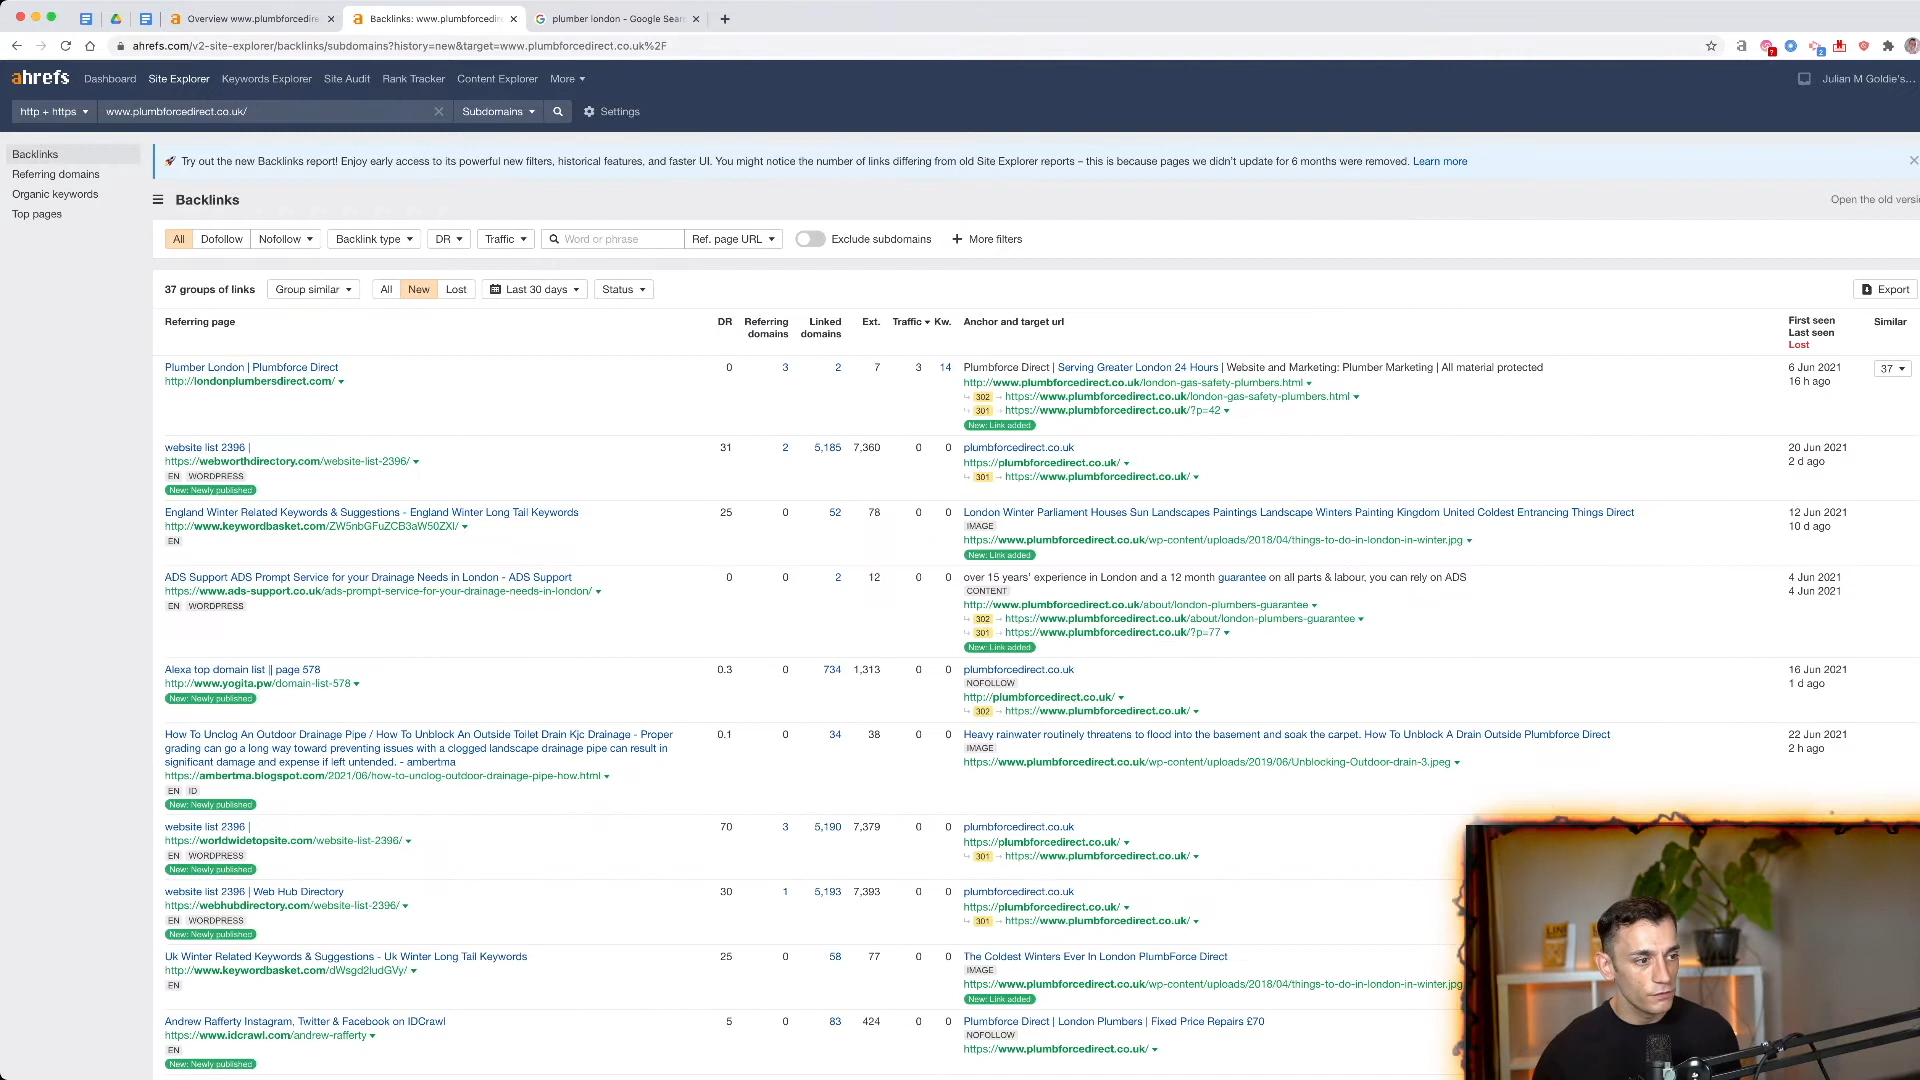 Overview www.plumbforcedire
Backlinks: www.plumbforcedire
plumber london - Google Sear
ahrefs.com/v2-site-explorer/backlinks/subdomains?history=new&target=www.plumbforcedirect.co.uk%2F
ahrefs Dashboard Site Explorer Keywords Explorer Site Audit Rank Tracker Content Explorer More Julian M Goldie's...
http + https www.plumbforcedirect.co.uk/ Subdomains Settings
Backlinks
Referring domains
Organic keywords
Top pages
Try out the new Backlinks report! Enjoy early access to its powerful new filters, historical features, and faster UI. You might notice the number of links differing from old Site Explorer reports – this is because pages we didn't update for 6 months were removed. Learn more
Backlinks
Open the old versi
All Dofollow Nofollow Backlink type DR Traffic Word or phrase Ref. page URL Exclude subdomains + More filters
37 groups of links Group similar All New Lost Last 30 days Status Export
Referring page DR Referring domains Linked domains Ext. Traffic Kw. Anchor and target url First seen Last seen Lost Similar
Plumber London | Plumbforce Direct 0 3 2 7 3 14 Plumbforce Direct | Serving Greater London 24 Hours | Website and Marketing: Plumber Marketing | All material protected 6 Jun 2021 37
http://londonplumbersdirect.com/ http://www.plumbforcedirect.co.uk/london-gas-safety-plumbers.html 16 h ago
302 → https://www.plumbforcedirect.co.uk/london-gas-safety-plumbers.html
301 → https://www.plumbforcedirect.co.uk/?p=42
New: Link added
website list 2396 | 31 2 5,185 7,360 0 0 plumbforcedirect.co.uk 20 Jun 2021
https://webworthdirectory.com/website-list-2396/ https://plumbforcedirect.co.uk/ 2 d ago
EN WORDPRESS 301 → https://www.plumbforcedirect.co.uk/
New: Newly published
England Winter Related Keywords & Suggestions - England Winter Long Tail Keywords 25 0 52 78 0 0 London Winter Parliament Houses Sun Landscapes Paintings Landscape Winters Painting Kingdom United Coldest Entrancing Things Direct 12 Jun 2021
http://www.keywordbasket.com/ZW5nbGFuZCB3aW50ZXI/ IMAGE 10 d ago
EN https://www.plumbforcedirect.co.uk/wp-content/uploads/2018/04/things-to-do-in-london-in-winter.jpg
New: Link added
ADS Support ADS Prompt Service for your Drainage Needs in London - ADS Support 0 0 2 12 0 0 over 15 years' experience in London and a 12 month guarantee on all parts & labour, you can rely on ADS 4 Jun 2021
https://www.ads-support.co.uk/ads-prompt-service-for-your-drainage-needs-in-london/ CONTENT 4 Jun 2021
EN WORDPRESS http://www.plumbforcedirect.co.uk/about/london-plumbers-guarantee
302 → https://www.plumbforcedirect.co.uk/about/london-plumbers-guarantee
301 → https://www.plumbforcedirect.co.uk/?p=77
New: Link added
Alexa top domain list || page 578 0.3 0 734 1,313 0 0 plumbforcedirect.co.uk 16 Jun 2021
http://www.yogita.pw/domain-list-578 NOFOLLOW 1 d ago
New: Newly published http://plumbforcedirect.co.uk/
302 → https://www.plumbforcedirect.co.uk/
How To Unclog An Outdoor Drainage Pipe / How To Unblock An Outside Toilet Drain Kjc Drainage - Proper 0.1 0 34 38 0 0 Heavy rainwater routinely threatens to flood into the basement and soak the carpet. How To Unblock A Drain Outside Plumbforce Direct 22 Jun 2021
grading can go a long way toward preventing issues with a clogged landscape drainage pipe can result in IMAGE 2 h ago
significant damage and expense if left untended. - ambertma https://www.plumbforcedirect.co.uk/wp-content/uploads/2019/06/Unblocking-Outdoor-drain-3.jpeg
https://ambertma.blogspot.com/2021/06/how-to-unclog-outdoor-drainage-pipe-how.html
EN ID
New: Newly published
website list 2396 | 70 3 5,190 7,379 0 0 plumbforcedirect.co.uk
https://worldwidetopsite.com/website-list-2396/ https://plumbforcedirect.co.uk/
EN WORDPRESS 301 → https://www.plumbforcedirect.co.uk/
New: Newly published
website list 2396 | Web Hub Directory 30 1 5,193 7,393 0 0 plumbforcedirect.co.uk
https://webhubdirectory.com/website-list-2396/ https://plumbforcedirect.co.uk/
EN WORDPRESS 301 → https://www.plumbforcedirect.co.uk/
New: Newly published
Uk Winter Related Keywords & Suggestions - Uk Winter Long Tail Keywords 25 0 58 77 0 0 The Coldest Winters Ever In London PlumbForce Direct
http://www.keywordbasket.com/dWsgd2ludGVy/ IMAGE
EN https://www.plumbforcedirect.co.uk/wp-content/uploads/2018/04/things-to-do-in-london-in-winter.jpg
New: Link added
Andrew Rafferty Instagram, Twitter & Facebook on IDCrawl 5 0 83 424 0 0 Plumbforce Direct | London Plumbers | Fixed Price Repairs £70
https://www.idcrawl.com/andrew-rafferty NOFOLLOW
EN https://www.plumbforcedirect.co.uk/
New: Newly published